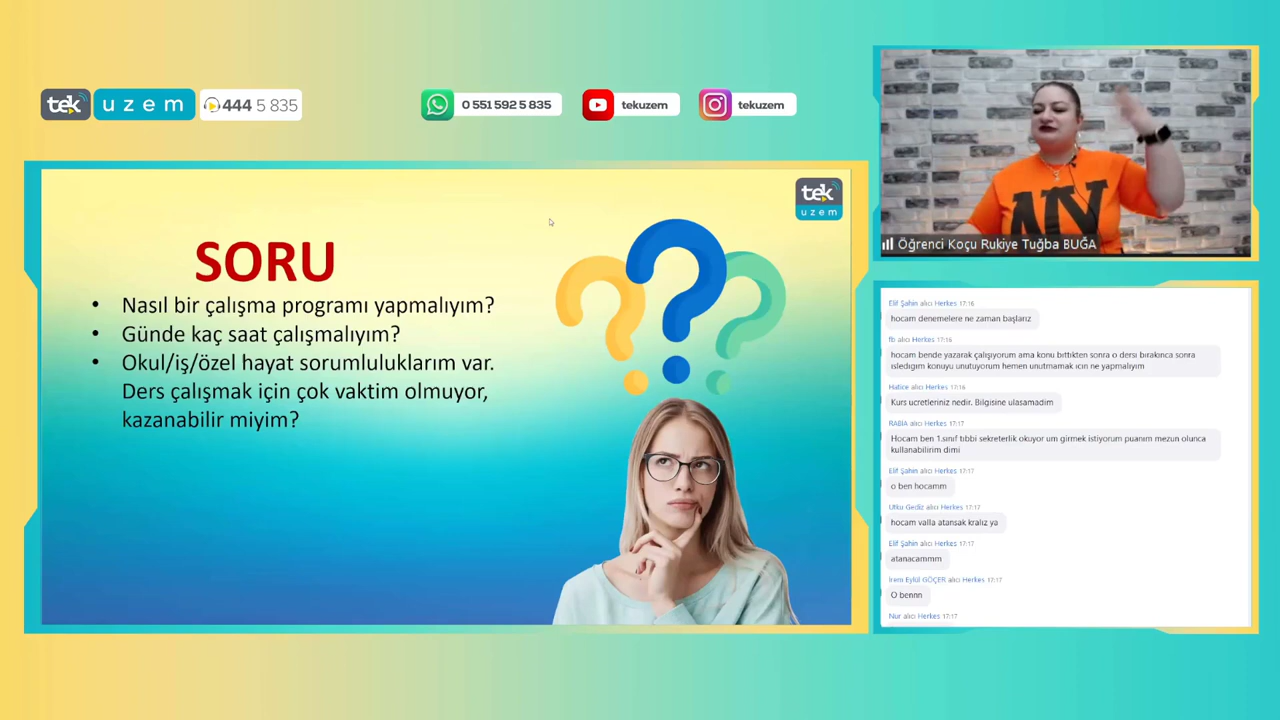 tek uzem 444 5 835
0 551 592 5 835
tekuzem
tekuzem
tek
uzem
SORU
• Nasıl bir çalışma programı yapmalıyım?
• Günde kaç saat çalışmalıyım?
• Okul/iş/özel hayat sorumluluklarım var.
Ders çalışmak için çok vaktim olmuyor,
kazanabilir miyim?
NY
Öğrenci Koçu Rukiye Tuğba BUĞA
Elif Şahin alıcı Herkes 17:16
hocam denemelere ne zaman başlarız
fb alıcı Herkes 17:16
hocam bende yazarak çalışıyorum ama konu bıttıkten sonra o dersı bırakınca sonra
ısledıgım konuyu unutuyorum hemen unutmamak ıcın ne yapmalıyım
Hatice alıcı Herkes 17:16
Kurs ucretleriniz nedir. Bilgisine ulasamadim
RABİA alıcı Herkes 17:17
Hocam ben 1.sınıf tıbbi sekreterlik okuyor um girmek istiyorum puanım mezun olunca
kullanabilirim dimi
Elif Şahin alıcı Herkes 17:17
o ben hocamm
Utku Gediz alıcı Herkes 17:17
hocam valla atansak kralız ya
Elif Şahin alıcı Herkes 17:17
atanacammm
İrem Eylül GÖÇER alıcı Herkes 17:17
O bennn
Nur alıcı Herkes 17:17